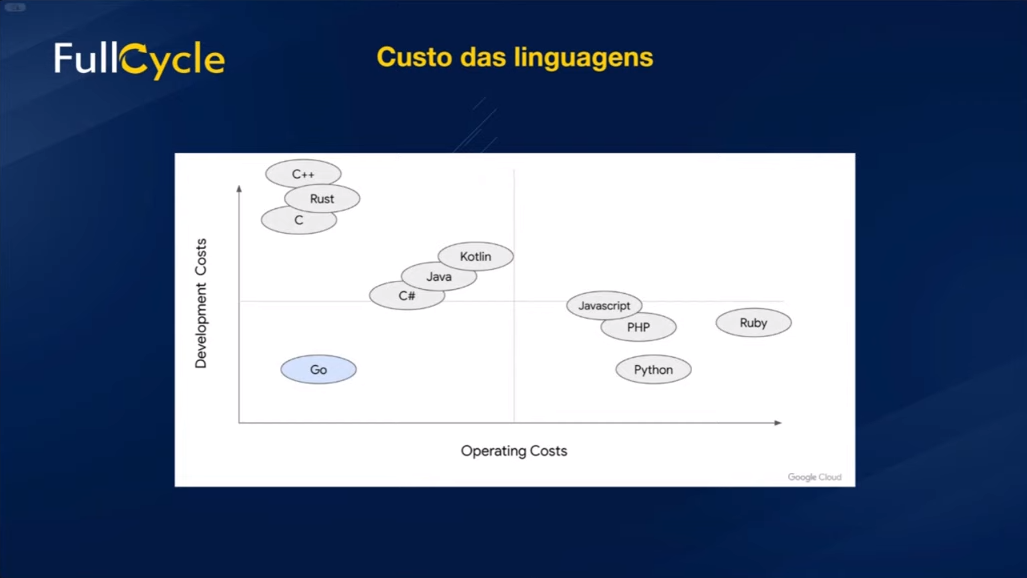 FullCycle
Custo das linguagens
C++
Rust
C
Kotlin
Java
C#
Javascript
PHP
Ruby
Go
Python
Development Costs
Operating Costs
Google Cloud